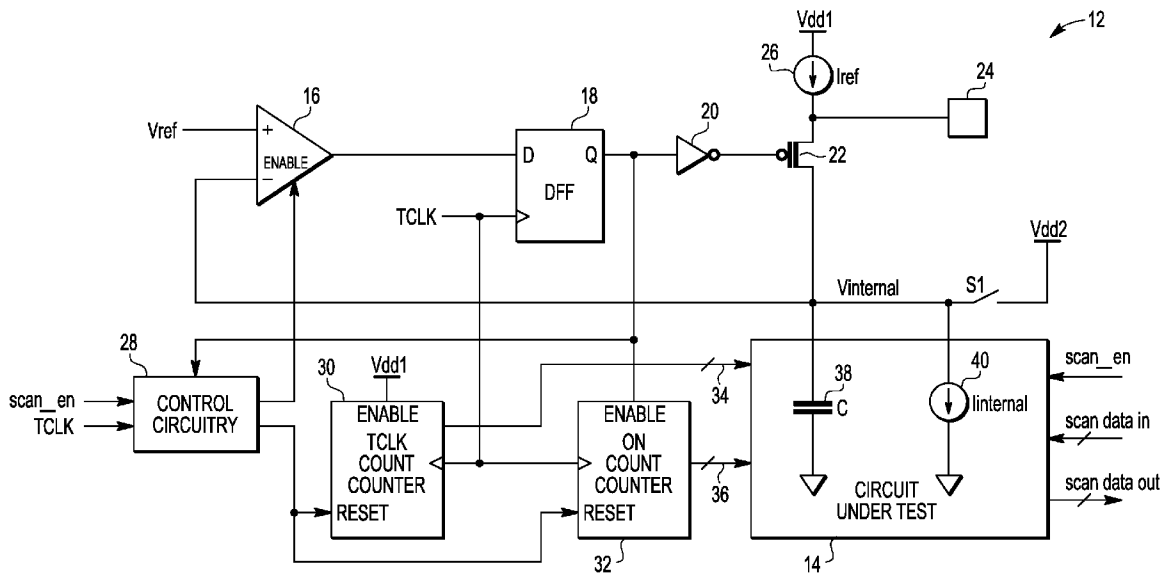 Vdd1
12
26
Iref
24
16
18
20
Vref
+
ENABLE
−
D
Q
DFF
22
TCLK
Vdd2
S1
Vinternal
28
30
Vdd1
38
40
34
scan_en
TCLK
CONTROL
CIRCUITRY
ENABLE
TCLK
COUNT
COUNTER
RESET
ENABLE
ON
COUNT
COUNTER
RESET
36
C
Iinternal
scan_en
scan data in
scan data out
CIRCUIT
UNDER TEST
32
14